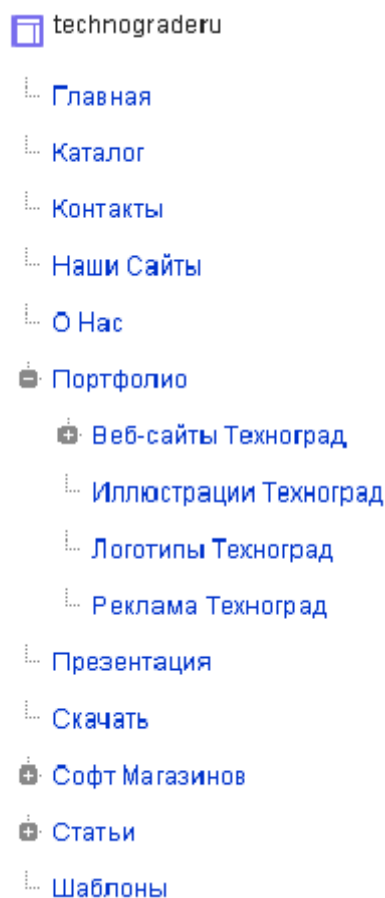 technograderu
Главная
Каталог
Контакты
Наши Сайты
О Нас
Портфолио
Веб-сайты Техноград
Иллюстрации Техноград
Логотипы Техноград
Реклама Техноград
Презентация
Скачать
Софт Магазинов
Статьи
Шаблоны